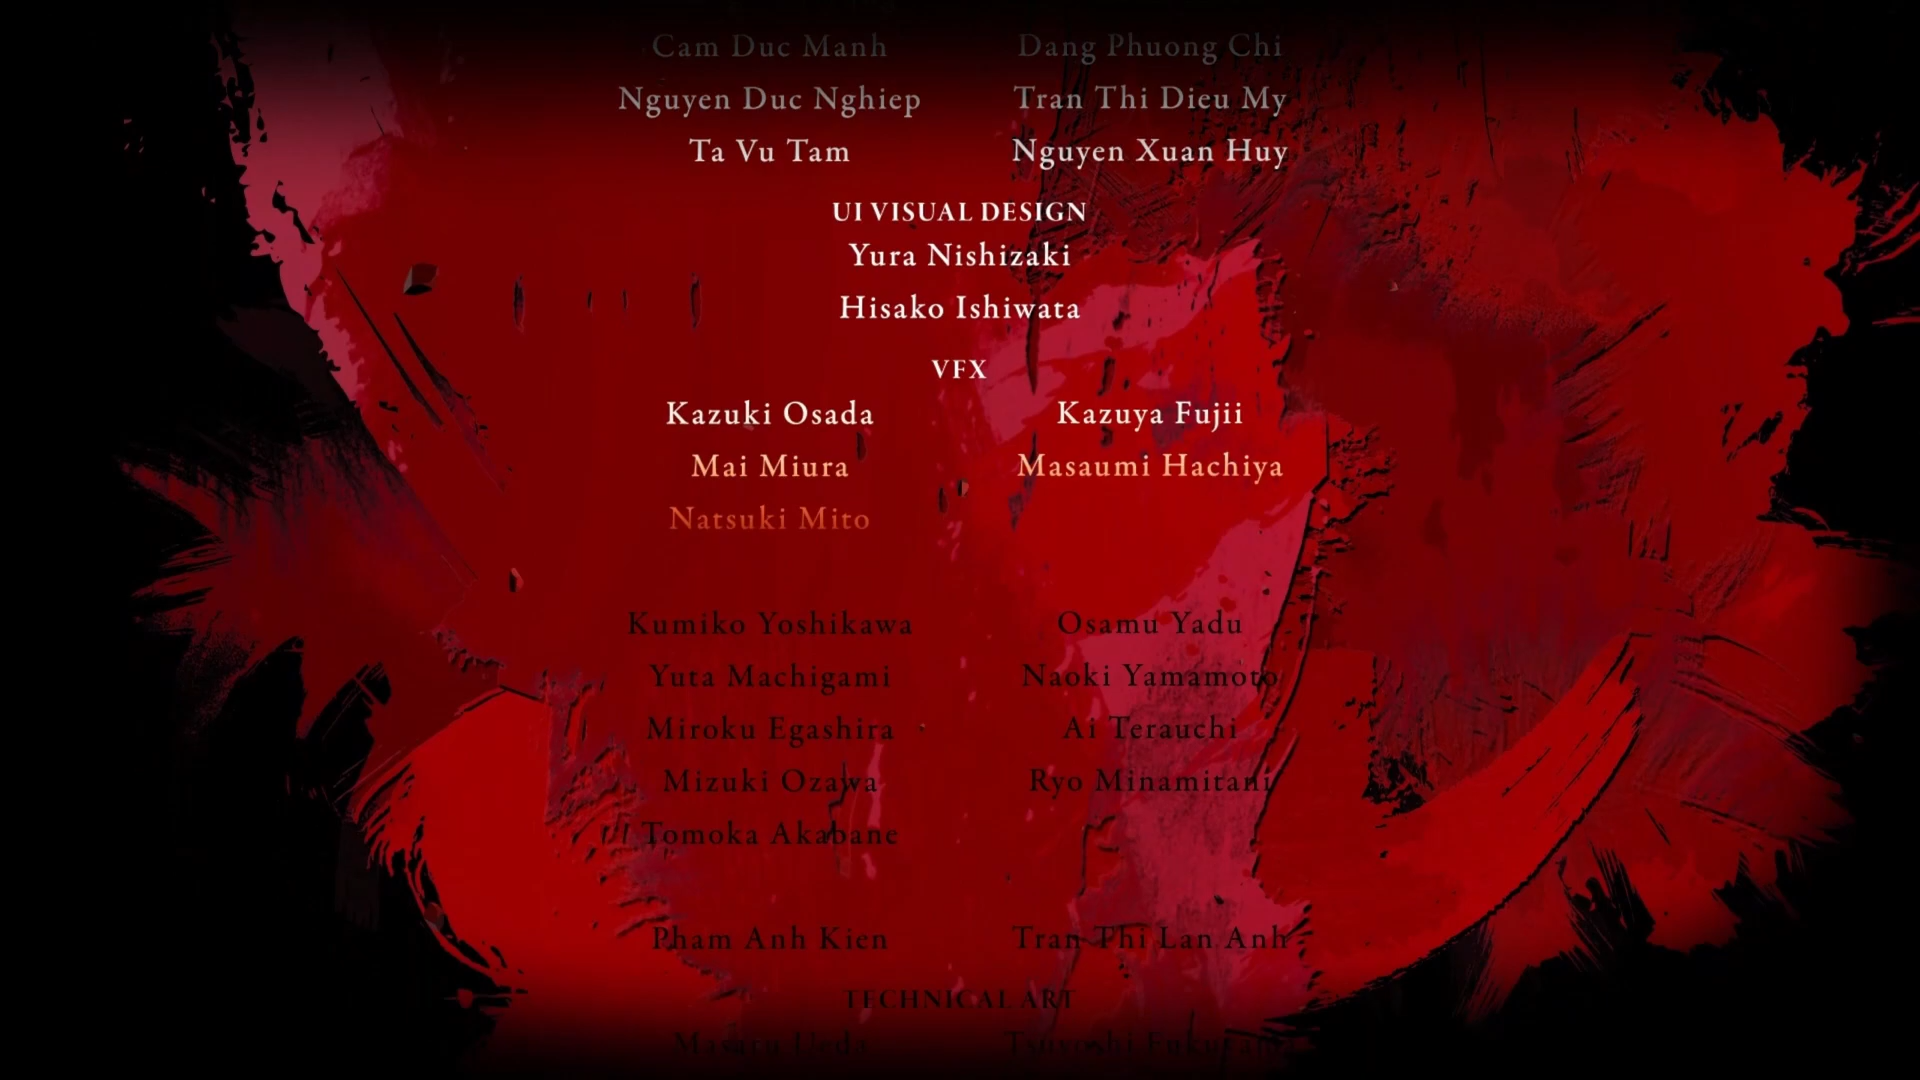 Cam Duc Manh Dang Phuong Chi
Nguyen Duc Nghiep Tran Thi Dieu My
Ta Vu Tam Nguyen Xuan Huy
UI VISUAL DESIGN
Yura Nishizaki
Hisako Ishiwata
VFX
Kazuki Osada Kazuya Fujii
Mai Miura Masaumi Hachiya
Natsuki Mito
Kumiko Yoshikawa Osamu Yadu
Yuta Machigami Naoki Yamamoto
Miroku Egashira Ai Terauchi
Mizuki Ozawa Ryo Minamitani
Tomoka Akabane
Pham Anh Kien Tran Thi Lan Anh
TECHNICAL ART
Masaru Ueda Tsuyoshi